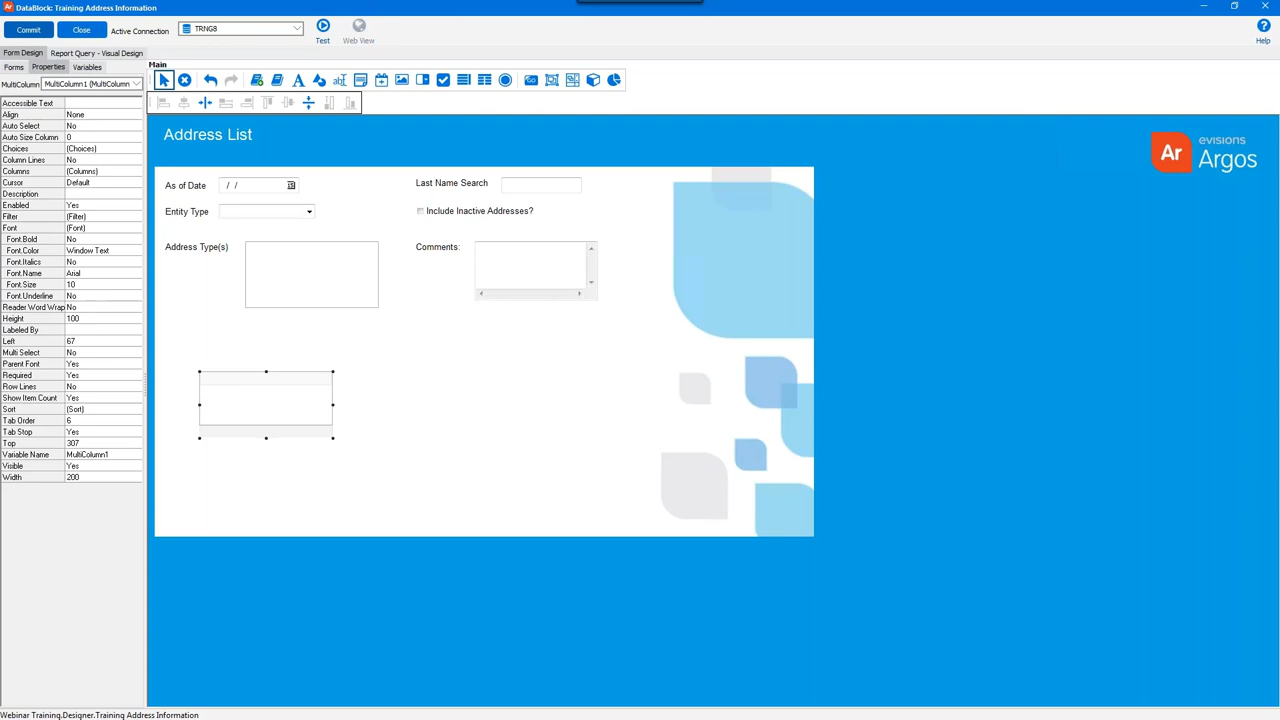 DataBlock: Training Address Information
Commit
Close
Active Connection
TRNG8
Test
Web View
Help
Form Design
Report Query - Visual Design
Forms
Properties
Variables
MultiColumn
MultiColumn1 (MultiColumn
Accessible Text
Align None
Auto Select No
Auto Size Column 0
Choices (Choices)
Column Lines No
Columns (Columns)
Cursor Default
Description
Enabled Yes
Filter (Filter)
Font (Font)
Font.Bold No
Font.Color Window Text
Font.Italics No
Font.Name Arial
Font.Size 10
Font.Underline No
Reader Word Wrap No
Height 100
Labeled By
Left 67
Multi Select No
Parent Font Yes
Required Yes
Row Lines No
Show Item Count Yes
Sort (Sort)
Tab Order 6
Tab Stop Yes
Top 307
Variable Name MultiColumn1
Visible Yes
Width 200
Main
Address List
Ar
evisions
Argos
As of Date / /
Last Name Search
Entity Type
Include Inactive Addresses?
Address Type(s)
Comments:
Webinar Training.Designer.Training Address Information